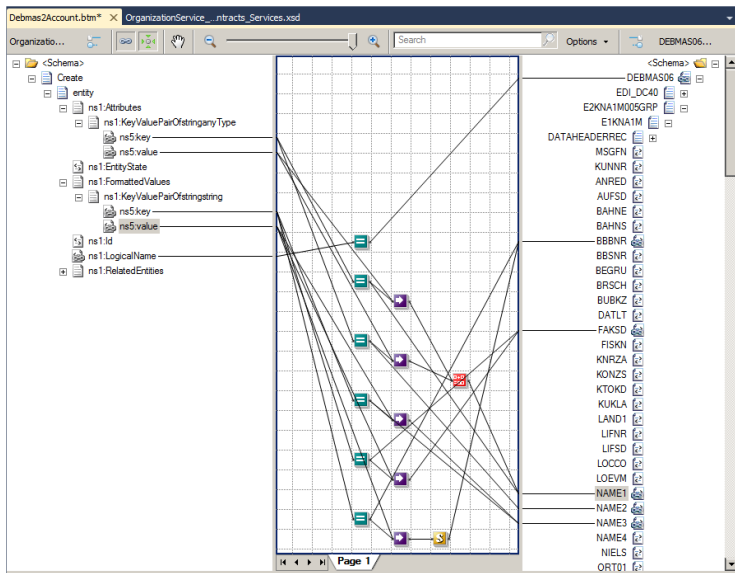 Debmas2Account.btm* × OrganizationService_...ntracts_Services.xsd
Organizatio... Search Options DEBMAS06...
<Schema>
Create
entity
ns1:Attributes
ns1:KeyValuePairOfstringanyType
ns5:key
ns5:value
ns1:EntityState
ns1:FormattedValues
ns1:KeyValuePairOfstringstring
ns5:key
ns5:value
ns1:Id
ns1:LogicalName
ns1:RelatedEntities
Page 1
<Schema>
DEBMAS06
EDI_DC40
E2KNA1M005GRP
E1KNA1M
DATAHEADERREC
MSGFN
KUNNR
ANRED
AUFSD
BAHNE
BAHNS
BBBNR
BBSNR
BEGRU
BRSCH
BUBKZ
DATLT
FAKSD
FISKN
KNRZA
KONZS
KTOKD
KUKLA
LAND1
LIFNR
LIFSD
LOCCO
LOEVM
NAME1
NAME2
NAME3
NAME4
NIELS
ORT01